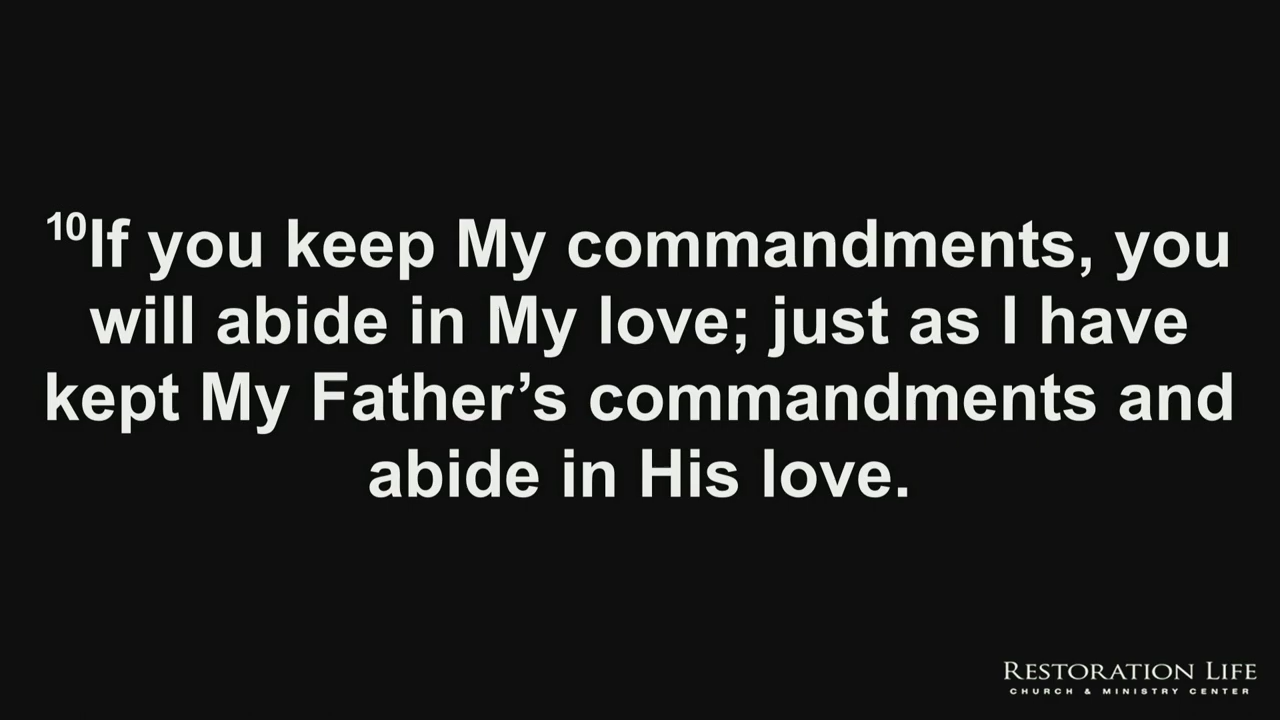 10If you keep My commandments, you
will abide in My love; just as I have
kept My Father’s commandments and
abide in His love.
RESTORATION LIFE
CHURCH & MINISTRY CENTER